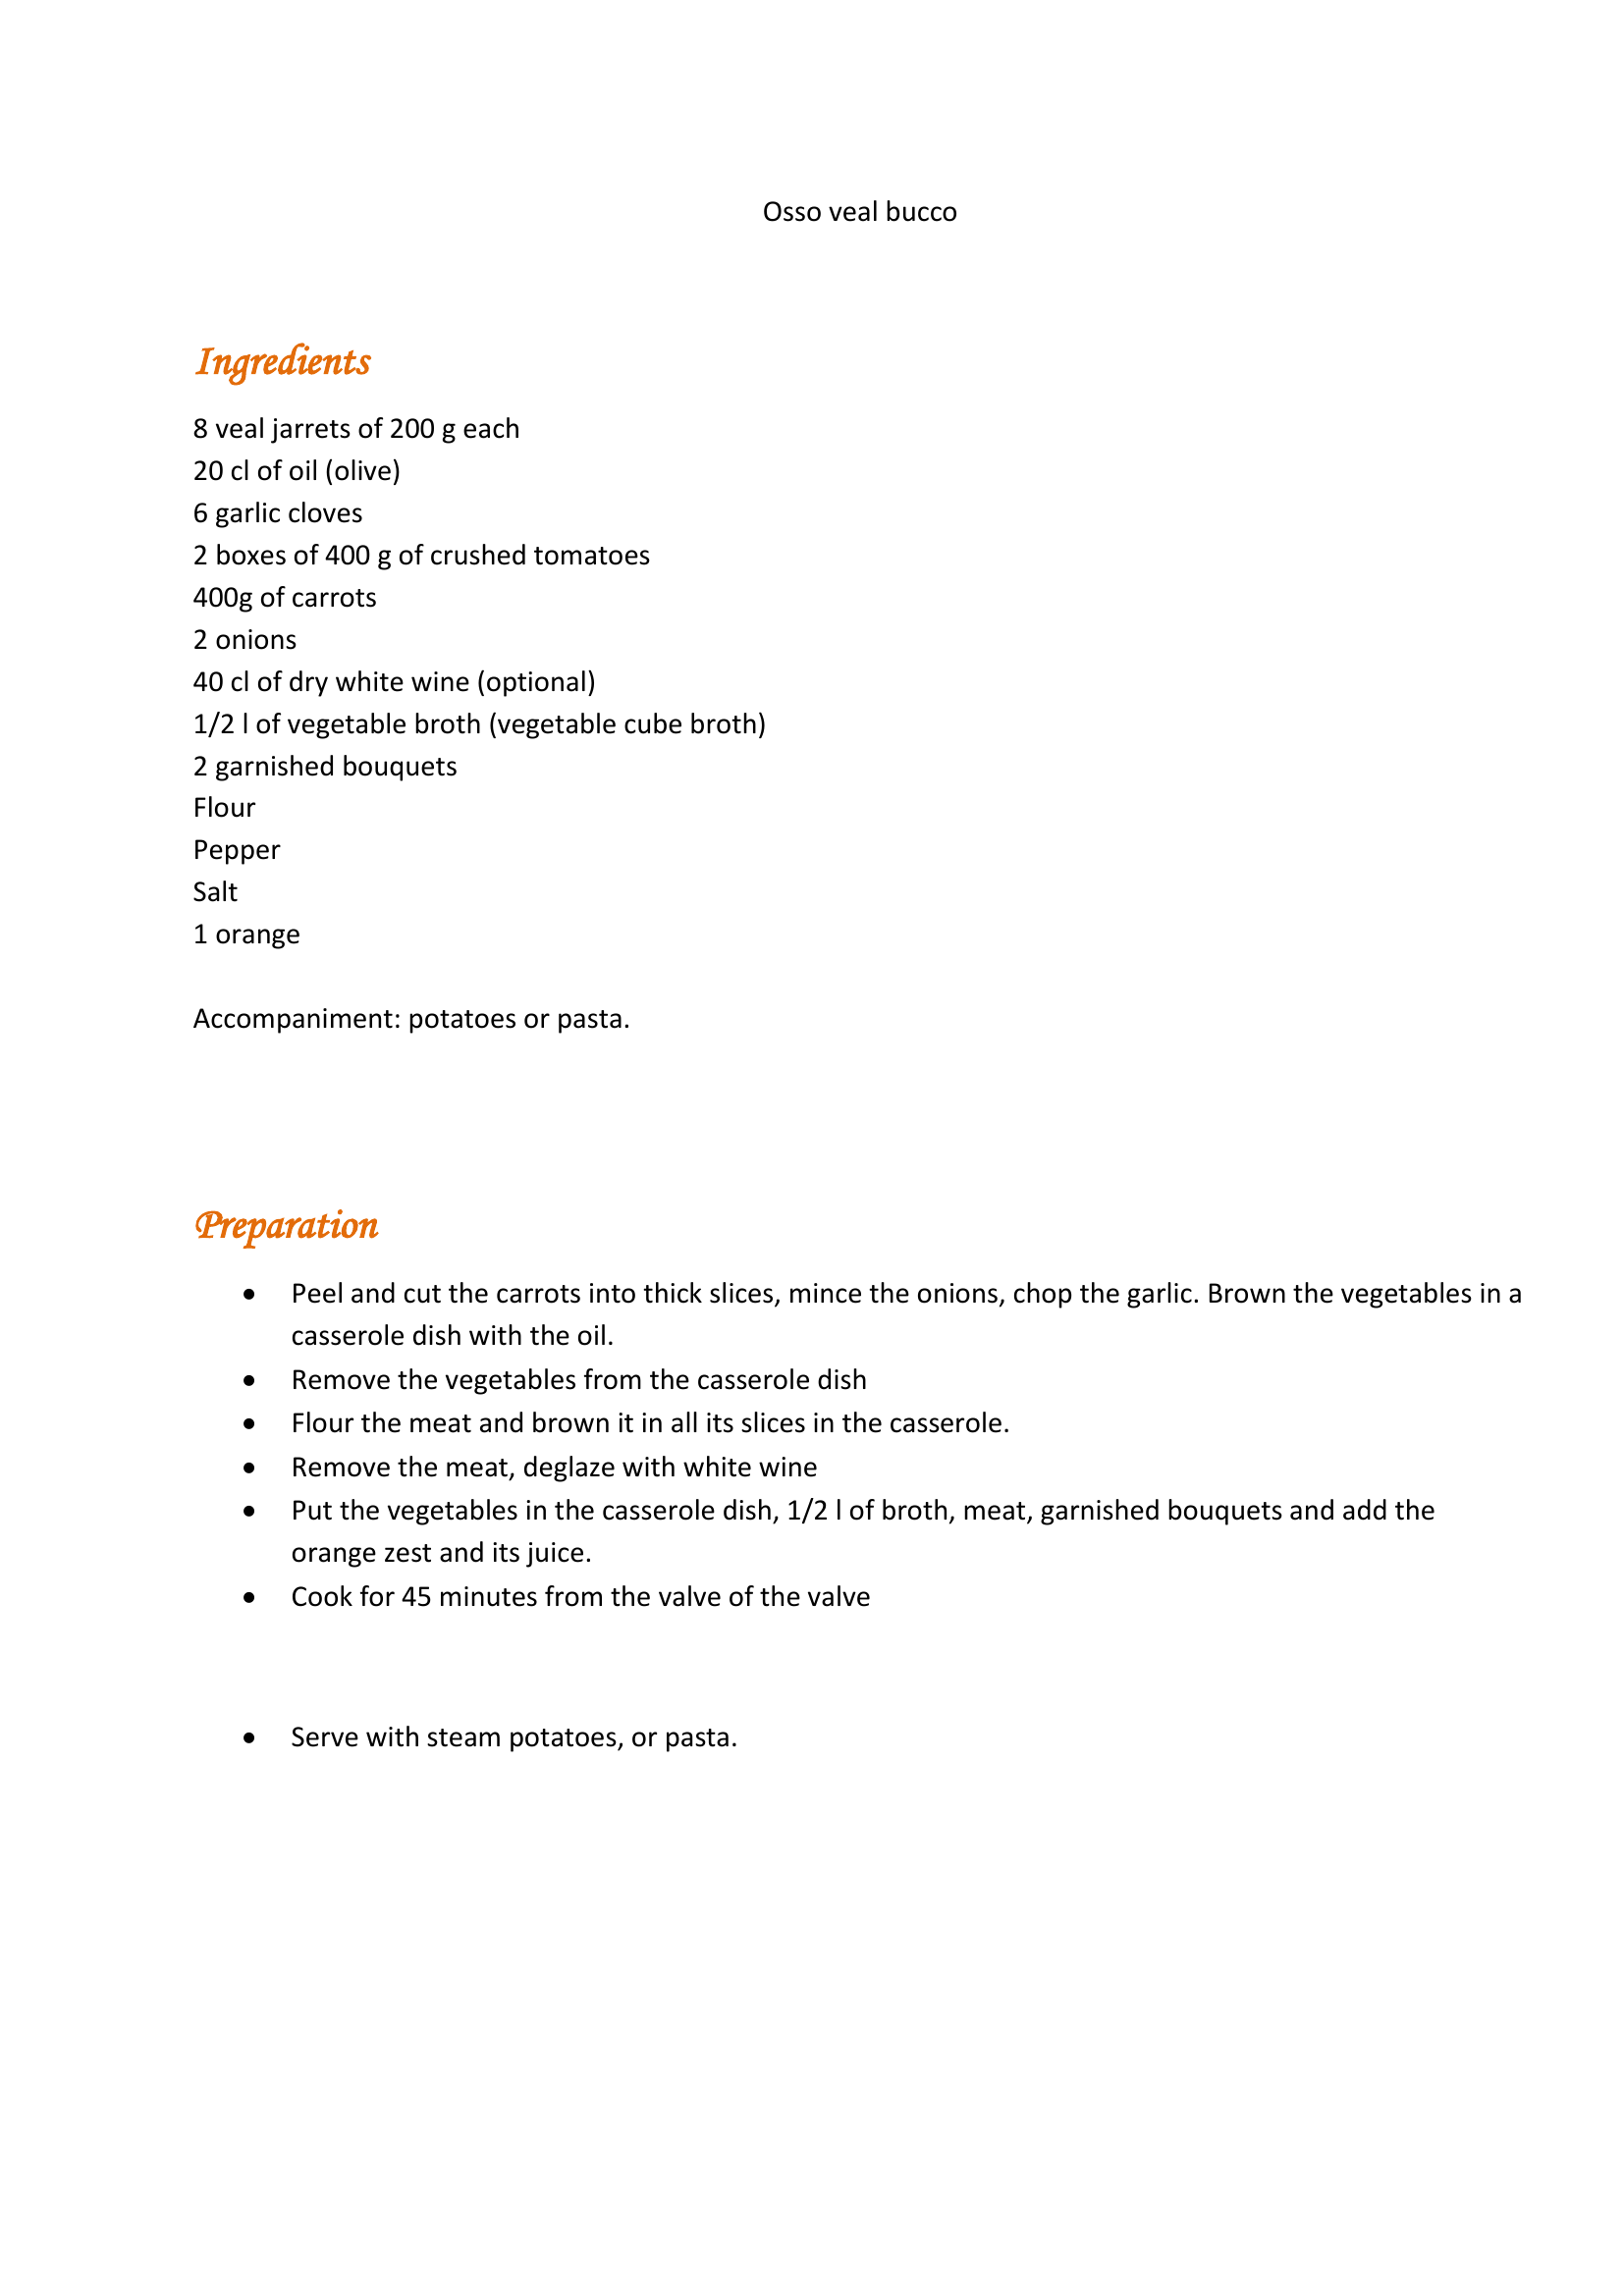 Osso veal bucco
Ingredients
8 veal jarrets of 200 g each
20 cl of oil (olive)
6 garlic cloves
2 boxes of 400 g of crushed tomatoes
400g of carrots
2 onions
40 cl of dry white wine (optional)
1/2 l of vegetable broth (vegetable cube broth)
2 garnished bouquets
Flour
Pepper
Salt
1 orange
Accompaniment: potatoes or pasta.
Preparation
• Peel and cut the carrots into thick slices, mince the onions, chop the garlic. Brown the vegetables in a
casserole dish with the oil.
• Remove the vegetables from the casserole dish
• Flour the meat and brown it in all its slices in the casserole.
• Remove the meat, deglaze with white wine
• Put the vegetables in the casserole dish, 1/2 l of broth, meat, garnished bouquets and add the
orange zest and its juice.
• Cook for 45 minutes from the valve of the valve
• Serve with steam potatoes, or pasta.